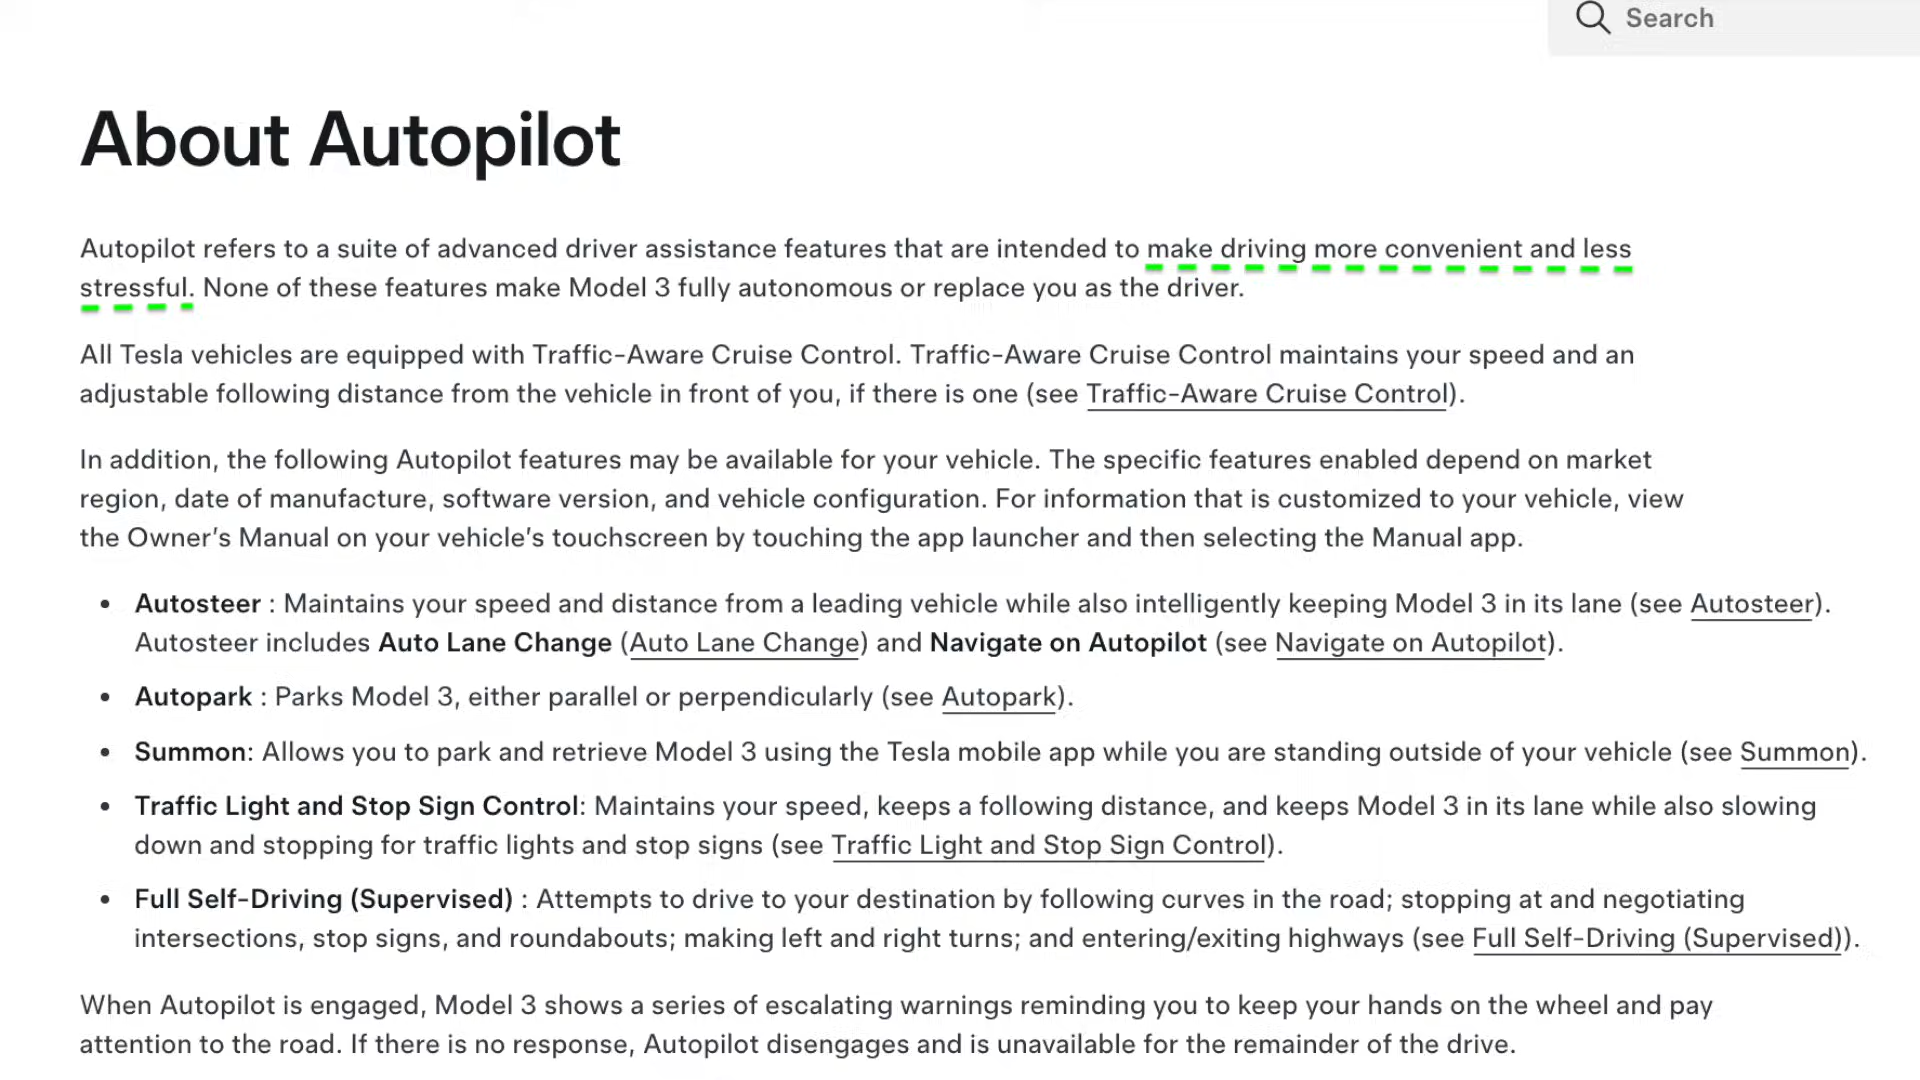 Search
About Autopilot
Autopilot refers to a suite of advanced driver assistance features that are intended to make driving more convenient and less
stressful. None of these features make Model 3 fully autonomous or replace you as the driver.
All Tesla vehicles are equipped with Traffic-Aware Cruise Control. Traffic-Aware Cruise Control maintains your speed and an
adjustable following distance from the vehicle in front of you, if there is one (see Traffic-Aware Cruise Control).
In addition, the following Autopilot features may be available for your vehicle. The specific features enabled depend on market
region, date of manufacture, software version, and vehicle configuration. For information that is customized to your vehicle, view
the Owner’s Manual on your vehicle’s touchscreen by touching the app launcher and then selecting the Manual app.
• Autosteer : Maintains your speed and distance from a leading vehicle while also intelligently keeping Model 3 in its lane (see Autosteer).
Autosteer includes Auto Lane Change (Auto Lane Change) and Navigate on Autopilot (see Navigate on Autopilot).
• Autopark : Parks Model 3, either parallel or perpendicularly (see Autopark).
• Summon: Allows you to park and retrieve Model 3 using the Tesla mobile app while you are standing outside of your vehicle (see Summon).
• Traffic Light and Stop Sign Control: Maintains your speed, keeps a following distance, and keeps Model 3 in its lane while also slowing
down and stopping for traffic lights and stop signs (see Traffic Light and Stop Sign Control).
• Full Self-Driving (Supervised) : Attempts to drive to your destination by following curves in the road; stopping at and negotiating
intersections, stop signs, and roundabouts; making left and right turns; and entering/exiting highways (see Full Self-Driving (Supervised)).
When Autopilot is engaged, Model 3 shows a series of escalating warnings reminding you to keep your hands on the wheel and pay
attention to the road. If there is no response, Autopilot disengages and is unavailable for the remainder of the drive.